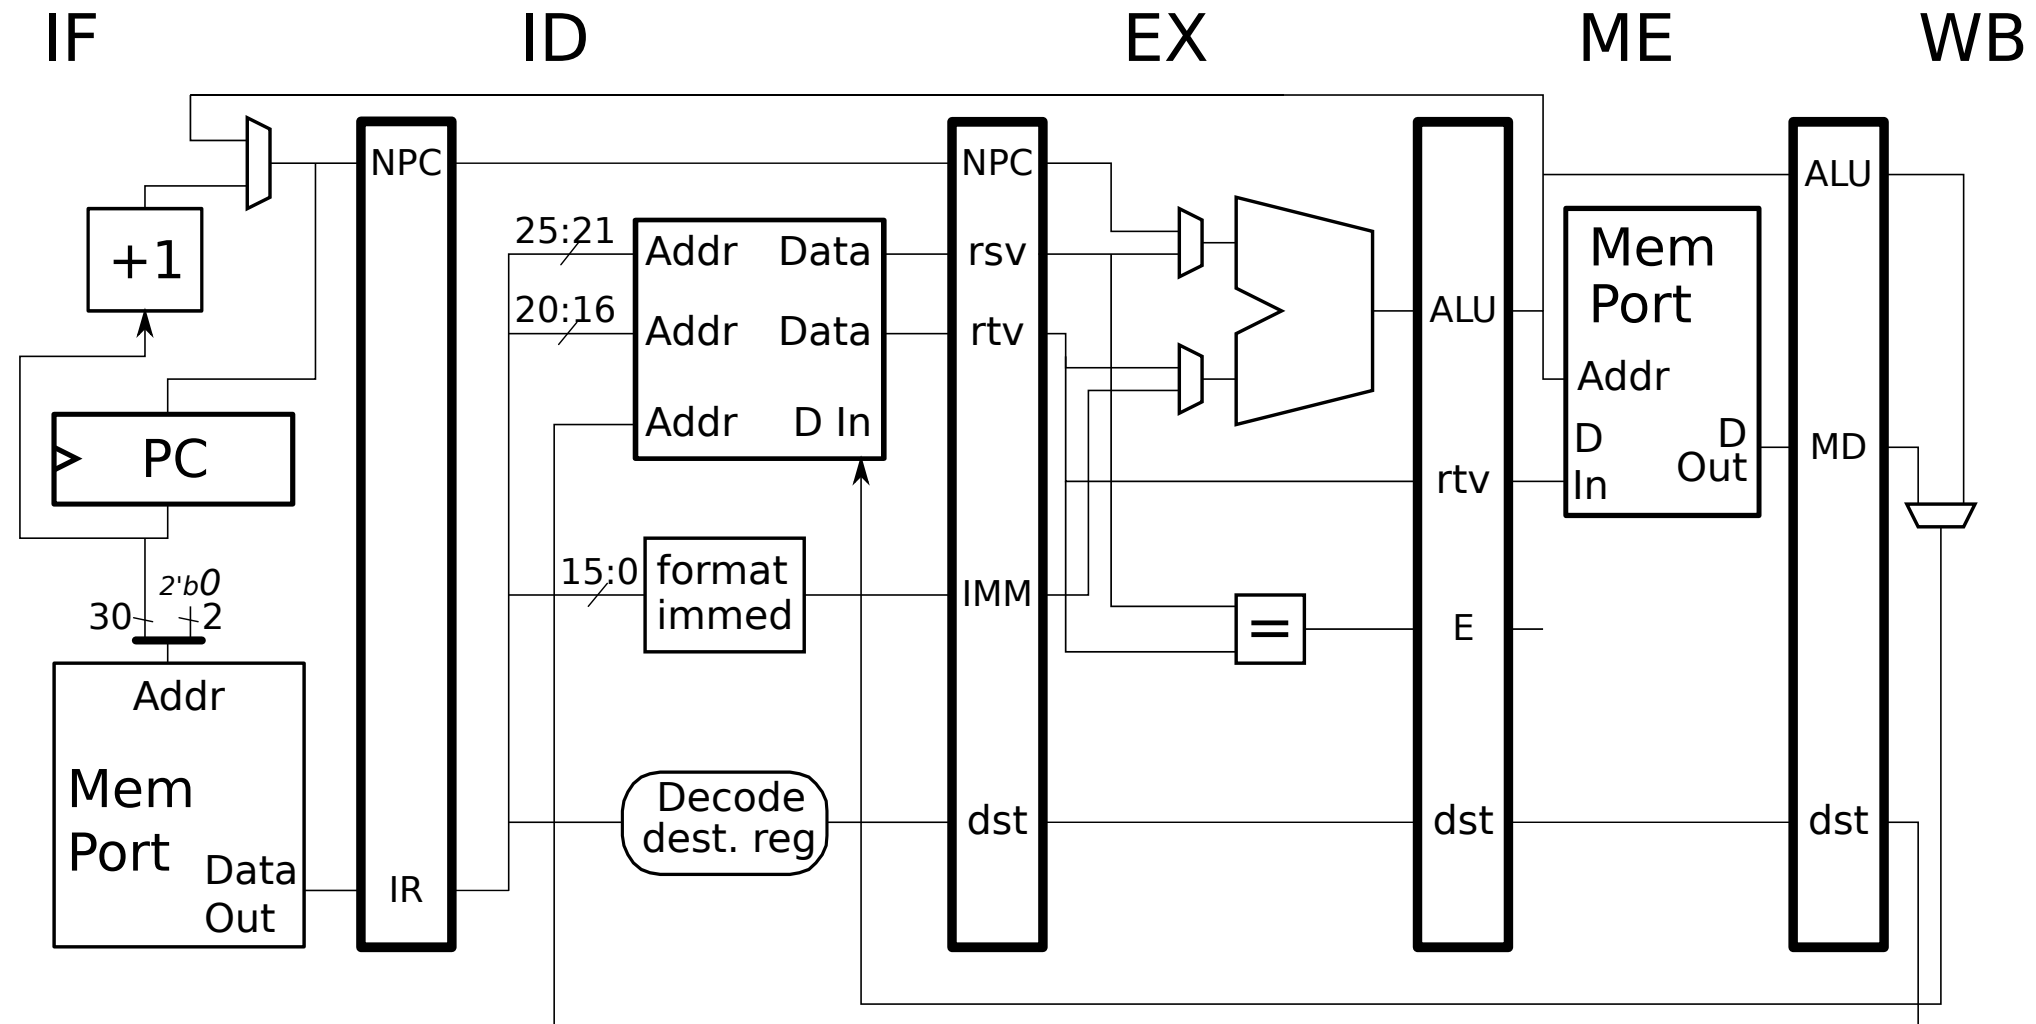 IF
ID
EX
ME
WB
+1
PC
30
2'b0
2
Addr
Mem
Port
Data
Out
NPC
IR
25:21
20:16
15:0
Addr Data
Addr Data
Addr D In
format
immed
Decode
dest. reg
NPC
rsv
rtv
IMM
dst
=
ALU
rtv
E
dst
Mem
Port
Addr
D
In
D
Out
ALU
MD
dst